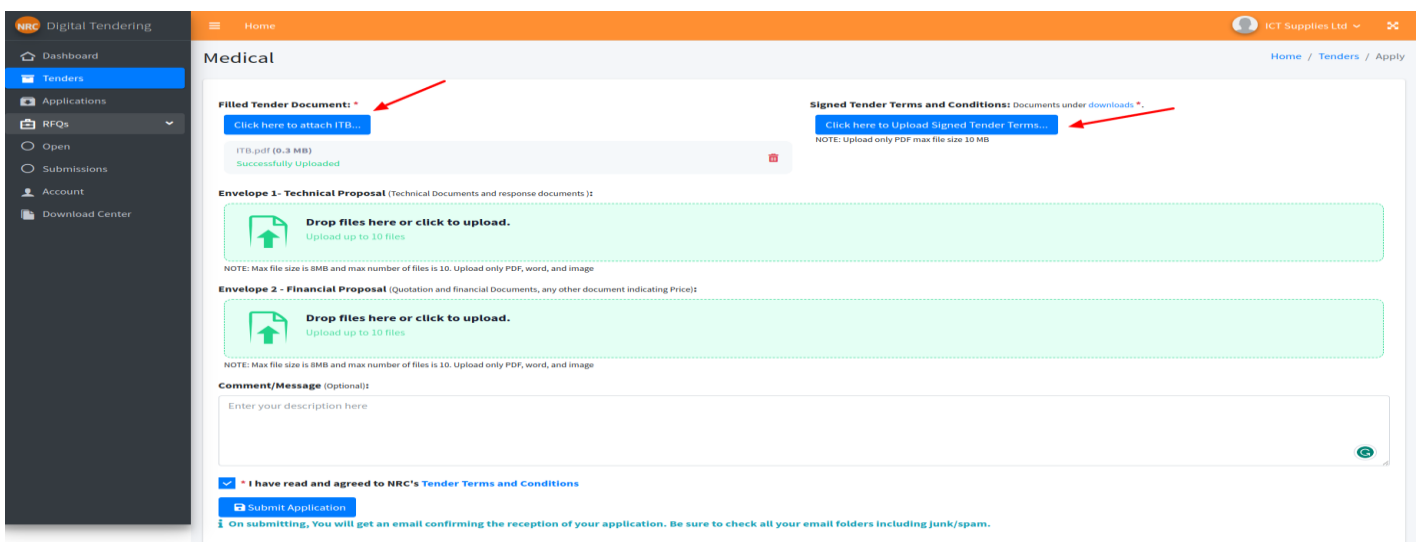 NRC Digital Tendering
Home
ICT Supplies Ltd
Dashboard
Tenders
Applications
RFQs
Open
Submissions
Account
Download Center
Medical
Home / Tenders / Apply
Filled Tender Document: *
Click here to attach ITB...
ITB.pdf (0.3 MB)
Successfully Uploaded
Signed Tender Terms and Conditions: Documents under downloads *.
Click here to Upload Signed Tender Terms...
NOTE: Upload only PDF max file size 10 MB
Envelope 1- Technical Proposal (Technical Documents and response documents ):
Drop files here or click to upload.
Upload up to 10 files
NOTE: Max file size is 8MB and max number of files is 10. Upload only PDF, word, and image
Envelope 2 - Financial Proposal (Quotation and financial Documents, any other document indicating Price):
Drop files here or click to upload.
Upload up to 10 files
NOTE: Max file size is 8MB and max number of files is 10. Upload only PDF, word, and image
Comment/Message (Optional):
Enter your description here
* I have read and agreed to NRC's Tender Terms and Conditions
Submit Application
On submitting, You will get an email confirming the reception of your application. Be sure to check all your email folders including junk/spam.